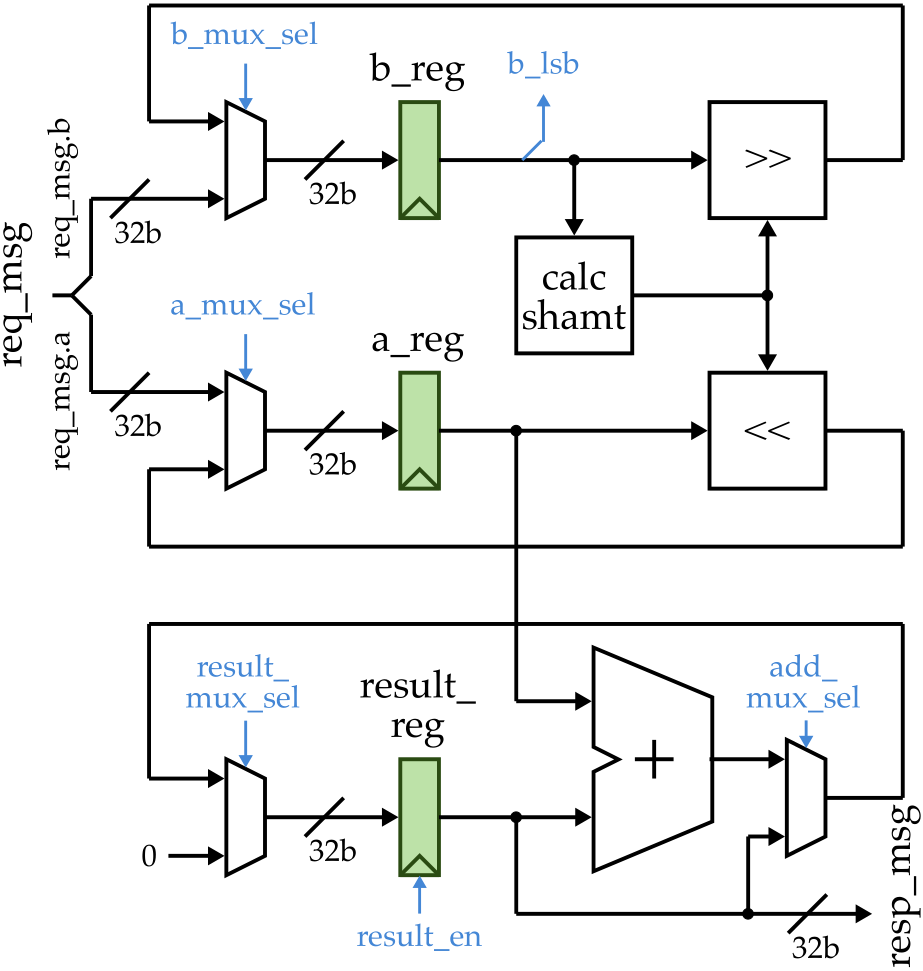 b_mux_sel
b_reg
b_lsb
>>
32b
req_msg.b
32b
calc
shamt
req_msg
a_mux_sel
a_reg
req_msg.a
32b
32b
<<
result_
mux_sel
result_
reg
add_
mux_sel
+
0
32b
result_en
32b
resp_msg